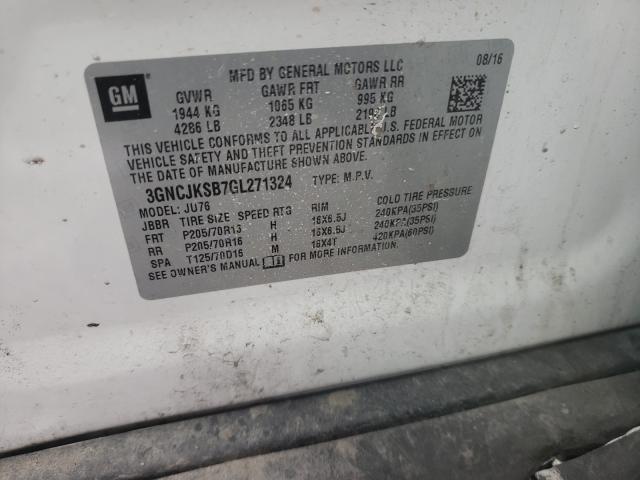 GM
MFD BY GENERAL MOTORS LLC 08/16
GVWR GAWR FRT GAWR RR
1944 KG 1065 KG 995 KG
4286 LB 2348 LB LB
THIS VEHICLE CONFORMS TO ALL APPLICABLE U.S. FEDERAL MOTOR
VEHICLE SAFETY AND THEFT PREVENTION STANDARDS IN EFFECT ON
THE DATE OF MANUFACTURE SHOWN ABOVE.
3GNCJKSB7GL271324 TYPE: M.P.V.
MODEL: JU76
JBBR TIRE SIZE SPEED RTG RIM COLD TIRE PRESSURE
FRT P205/70R16 H 16X6.5J 240KPA(35PSI)
RR P205/70R16 H 16X6.5J 240KPA(35PSI)
SPA T125/70D16 M 16X4T 420KPA(60PSI)
SEE OWNER'S MANUAL FOR MORE INFORMATION